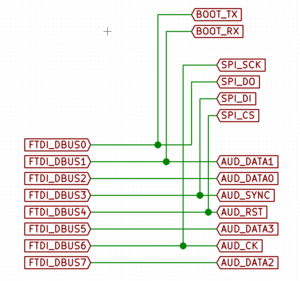 BOOT_TX
BOOT_RX
SPI_SCK
SPI_DO
SPI_DI
SPI_CS
FTDI_DBUS0
FTDI_DBUS1 AUD_DATA1
FTDI_DBUS2 AUD_DATA0
FTDI_DBUS3 AUD_SYNC
FTDI_DBUS4 AUD_RST
FTDI_DBUS5 AUD_DATA3
FTDI_DBUS6 AUD_CK
FTDI_DBUS7 AUD_DATA2